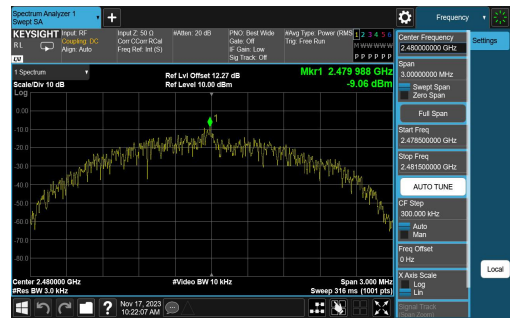 Spectrum Analyzer 1
Swept SA
Frequency
KEYSIGHT
Input: RF
Coupling: DC
Align: Auto
Input Z: 50 Ω
Corr CCorr RCal
Freq Ref: Int (S)
#Atten: 20 dB
PNO: Best Wide
Gate: Off
IF Gain: Low
Sig Track: Off
#Avg Type: Power (RMS
Trig: Free Run
1 2 3 4 5 6
M W W W W W
P P P P P P
R L
LXI
1 Spectrum
Scale/Div 10 dB
Log
Ref Lvl Offset 12.27 dB
Ref Level 10.00 dBm
Mkr1 2.479 988 GHz
-9.06 dBm
1
0.00
-10.0
-20.0
-30.0
-40.0
-50.0
-60.0
-70.0
-80.0
Center 2.480000 GHz
#Res BW 3.0 kHz
#Video BW 10 kHz
Span 3.000 MHz
Sweep 316 ms (1001 pts)
Nov 17, 2023
10:22:07 AM
Center Frequency
2.480000000 GHz
Settings
Span
3.00000000 MHz
Swept Span
Zero Span
Full Span
Start Freq
2.478500000 GHz
Stop Freq
2.481500000 GHz
AUTO TUNE
CF Step
300.000 kHz
Auto
Man
Freq Offset
0 Hz
X Axis Scale
Log
Lin
Local
Signal Track
(Span Zoom)